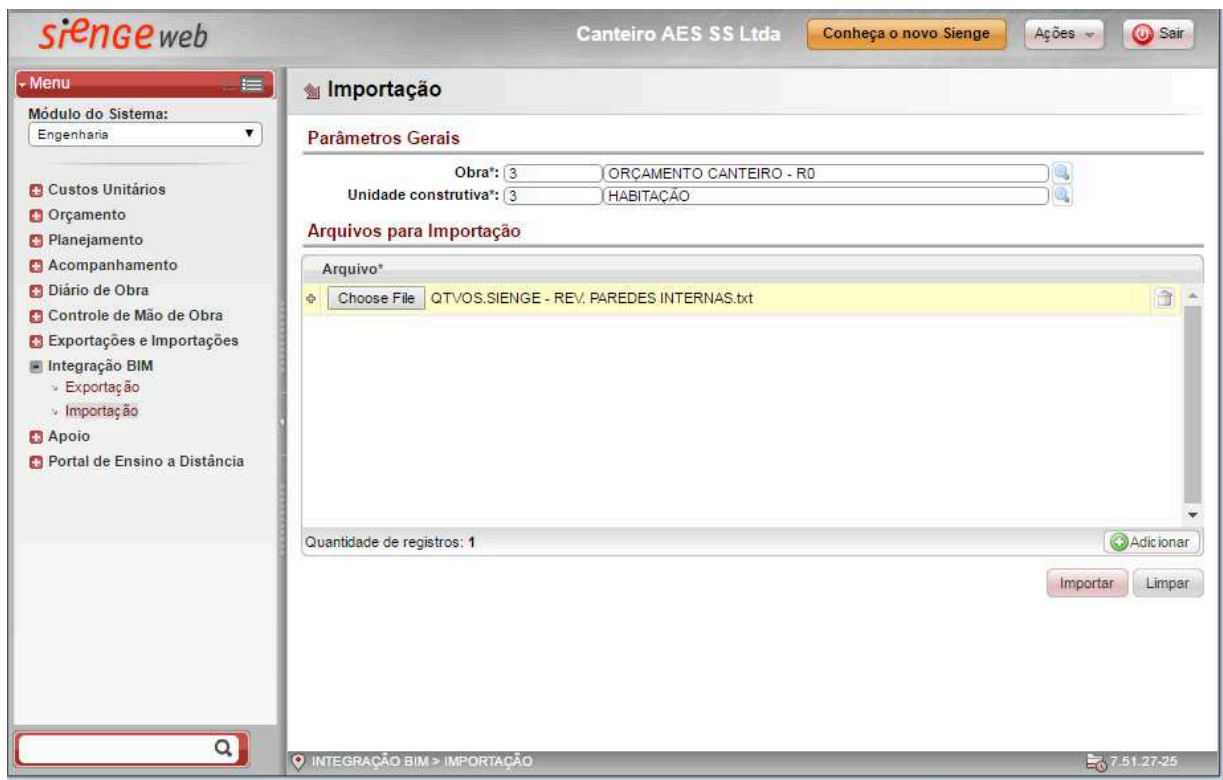 siengeweb
Canteiro AES SS Ltda
Conheça o novo Sienge
Ações
Sair
Menu
Módulo do Sistema:
Engenharia
Custos Unitários
Orçamento
Planejamento
Acompanhamento
Diário de Obra
Controle de Mão de Obra
Exportações e Importações
Integração BIM
Exportação
Importação
Apoio
Portal de Ensino a Distância
Importação
Parâmetros Gerais
Obra*: 3 ORÇAMENTO CANTEIRO - R0
Unidade construtiva*: 3 HABITAÇÃO
Arquivos para Importação
Arquivo*
Choose File QTVOS.SIENGE - REV. PAREDES INTERNAS.txt
Quantidade de registros: 1
Adicionar
Importar
Limpar
INTEGRAÇÃO BIM > IMPORTAÇÃO
7.51.27-25